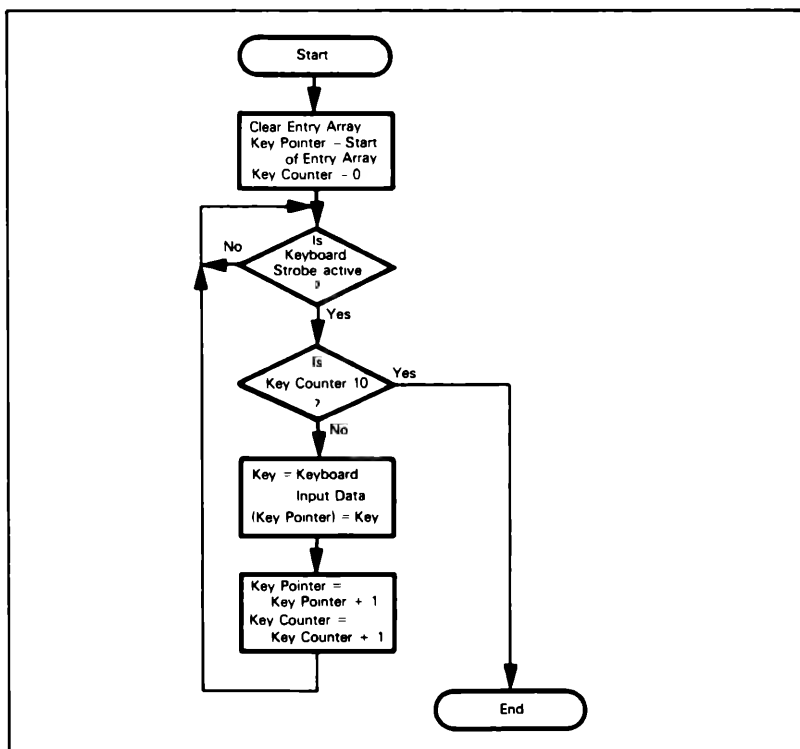 Start
Clear Entry Array
Key Pointer - Start
of Entry Array
Key Counter - 0
Is
Keyboard
Strobe active
?
No
Yes
Is
Key Counter 10
?
Yes
No
Key = Keyboard
Input Data
(Key Pointer) = Key
Key Pointer =
Key Pointer + 1
Key Counter =
Key Counter + 1
End